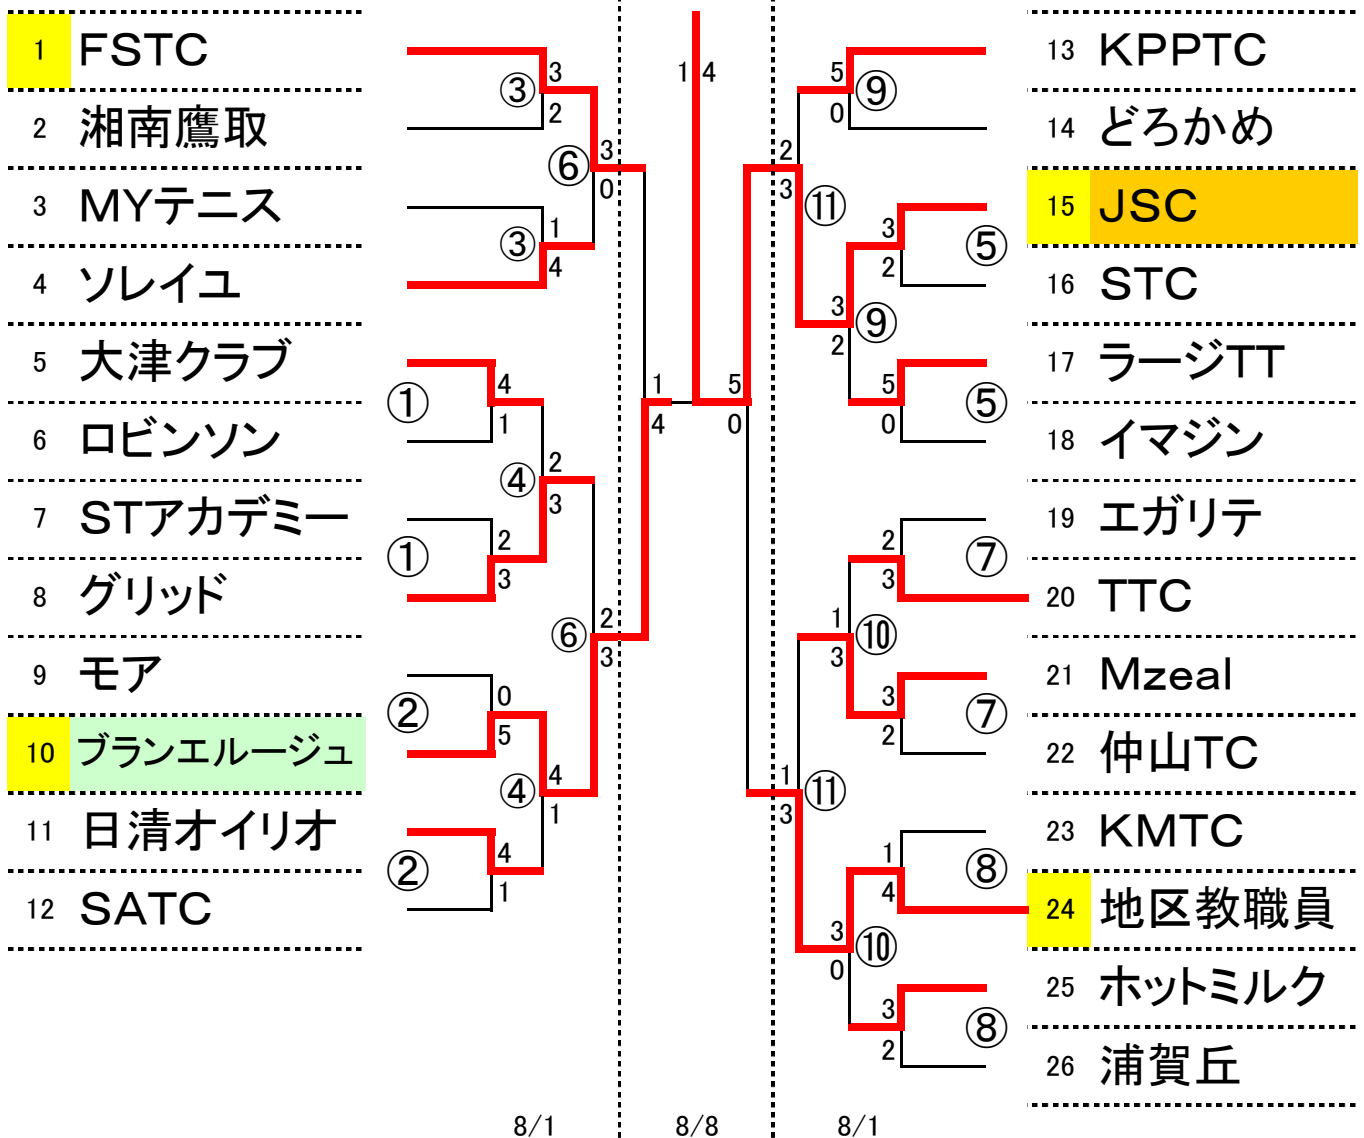 1 FSTC
2 湘南鷹取
3 MYテニス
4 ソレイユ
5 大津クラブ
6 ロビンソン
7 STアカデミー
8 グリッド
9 モア
10 ブランエルージュ
11 日清オイリオ
12 SATC
③ 3
2
③ 1
4
⑥ 3
0
① 4
1
① 2
3
④ 2
3
② 0
5
② 4
1
④ 4
1
⑥ 2
3
1
4
1 4
5
0
2
3 ⑪
5 ⑨
0
3 ⑤
2
3 ⑨
2
5 ⑤
0
2 ⑦
3
1 ⑩
3
3 ⑦
2
1 ⑪
3
1 ⑧
4
3 ⑩
0
3 ⑧
2
13 KPPTC
14 どろかめ
15 JSC
16 STC
17 ラージTT
18 イマジン
19 エガリテ
20 TTC
21 Mzeal
22 仲山TC
23 KMTC
24 地区教職員
25 ホットミルク
26 浦賀丘
8/1 8/8 8/1